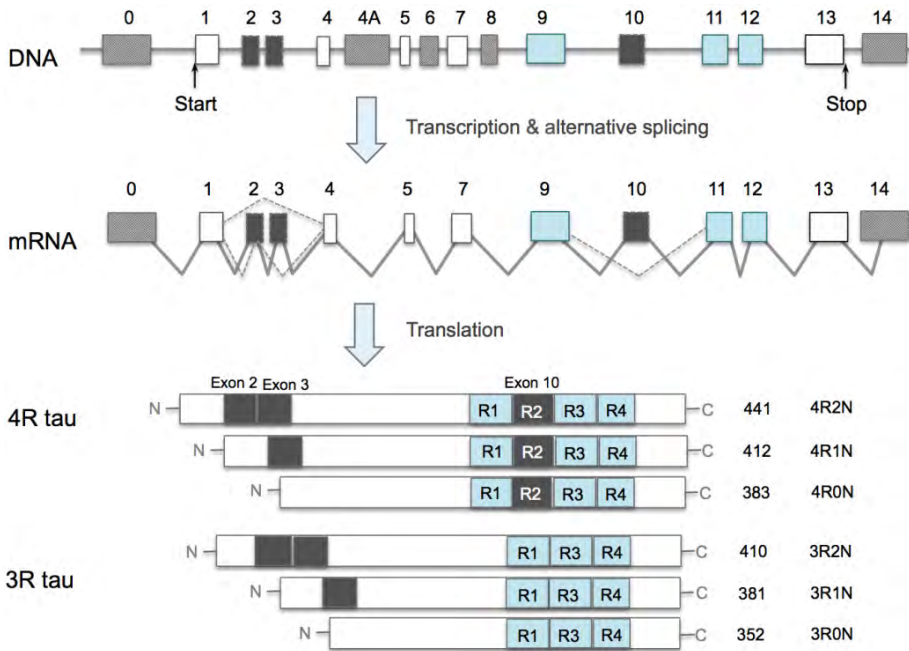 0 1 2 3 4 4A 5 6 7 8 9 10 11 12 13 14
DNA
Start Stop
Transcription & alternative splicing
0 1 2 3 4 5 7 9 10 11 12 13 14
mRNA
Translation
Exon 2 Exon 3 Exon 10
4R tau N R1 R2 R3 R4 C 441 4R2N
N R1 R2 R3 R4 C 412 4R1N
N R1 R2 R3 R4 C 383 4R0N
N R1 R3 R4 C 410 3R2N
3R tau N R1 R3 R4 C 381 3R1N
N R1 R3 R4 C 352 3R0N